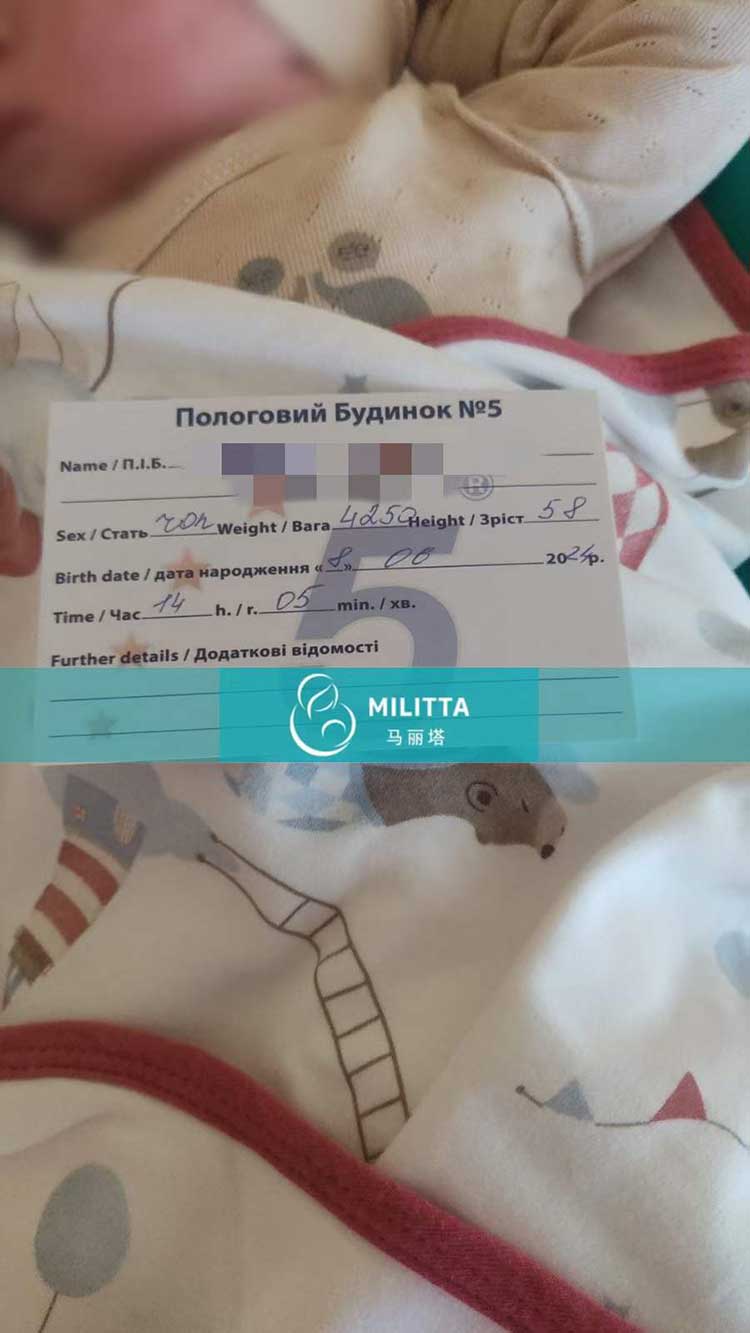 Пологовий Будинок №5
Name / П.І.Б.
®
Sex / Стать чол Weight / Вага 4250 Height / Зріст 58
Birth date / дата народження «8» 06 2024р.
Time / Час 14 h. / г. 05 min. / хв.
5
Further details / Додаткові відомості
MILITTA
马丽塔